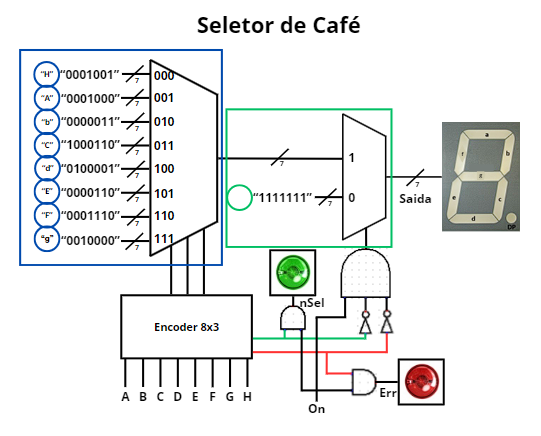 Seletor de Café
"H" "0001001" 7 000
"A" "0001000" 7 001
"b" "0000011" 7 010
"C" "1000110" 7 011
"d" "0100001" 7 100
"E" "0000110" 7 101
"F" "0001110" 7 110
"g" "0010000" 7 111
7 1
"1111111" 7 0
7
Saida
a
f b
g
e c
d
DP
nSel
Encoder 8x3
A B C D E F G H
On
Err